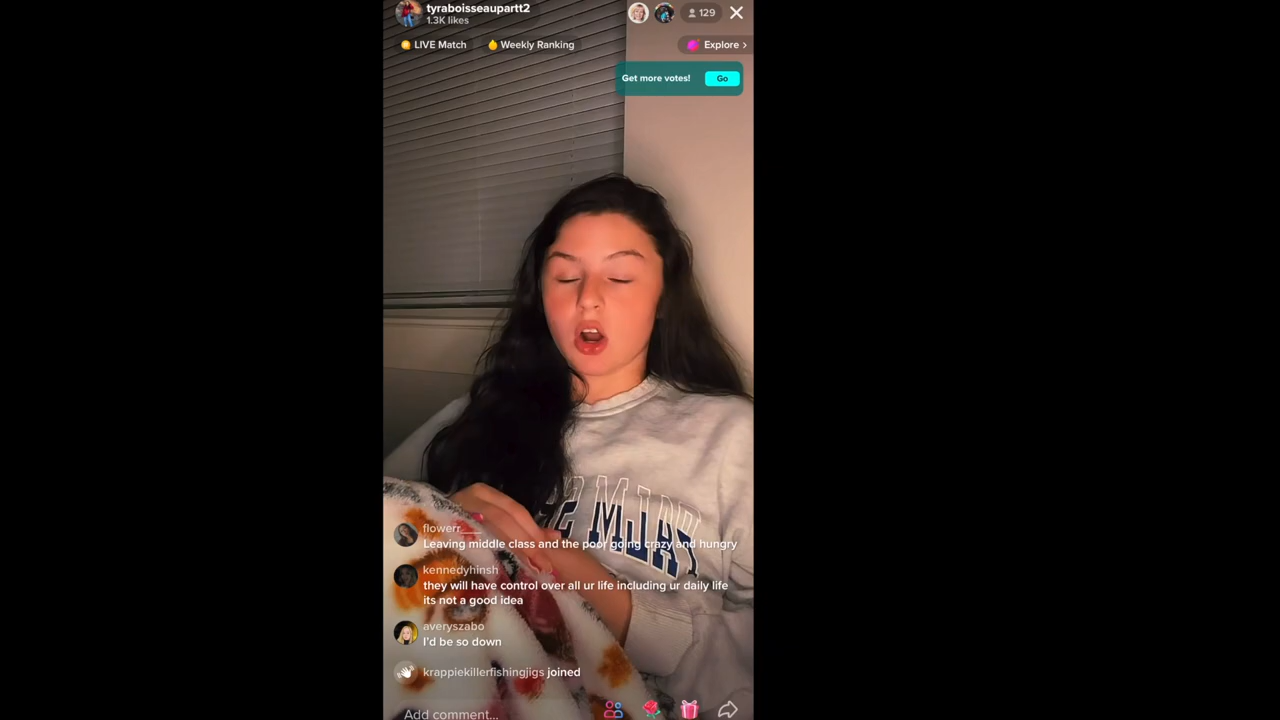 tyraboisseaupartt2
1.3K likes
129
LIVE Match
Weekly Ranking
Explore
Get more votes!
Go
flowerr___
Leaving middle class and the poor going crazy and hungry
kennedyhinsh
they will have control over all ur life including ur daily life
its not a good idea
averyszabo
I'd be so down
krappiekillerfishingjigs joined
Add comment...